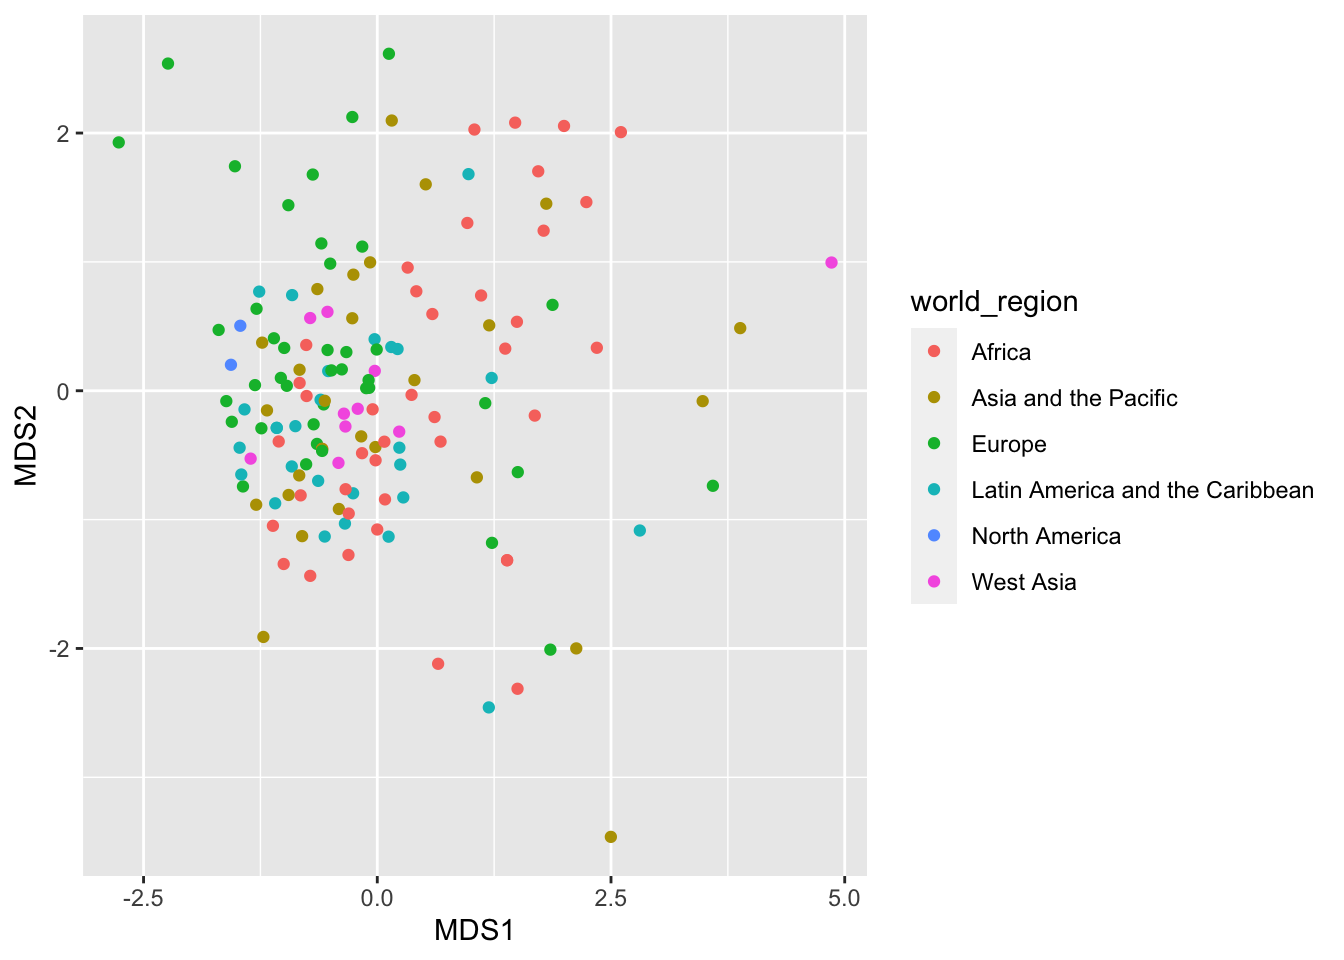 MDS2
2
0
-2
-2.5
0.0
2.5
5.0
MDS1
world_region
Africa
Asia and the Pacific
Europe
Latin America and the Caribbean
North America
West Asia